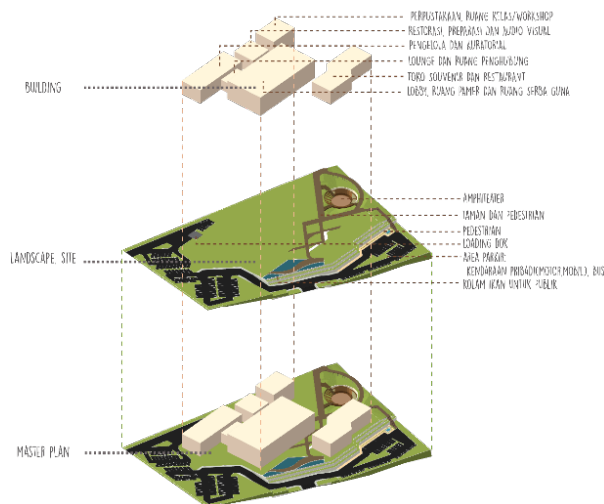 PERPUSTAKAAN, RUANG KELAS/WORKSHOP
RESTORASI, PREPARASI DAN AUDIO VISUAL
PENGELOLA DAN KURATORIAL
LOUNGE DAN RUANG PENGHUBUNG
TOKO SOUVENIR DAN RESTAURANT
LOBBY, RUANG PAMER DAN RUANG SERBA GUNA
BUILDING
AMPHITEATER
TAMAN DAN PEDESTRIAN
PEDESTRIAN
LOADING DOK
AREA PARKIR:
KENDARAAN PRIBADI(MOTOR,MOBIL), BUS
KOLAM IKAN UNTUK PUBLIK
LANDSCAPE, SITE
MASTER PLAN